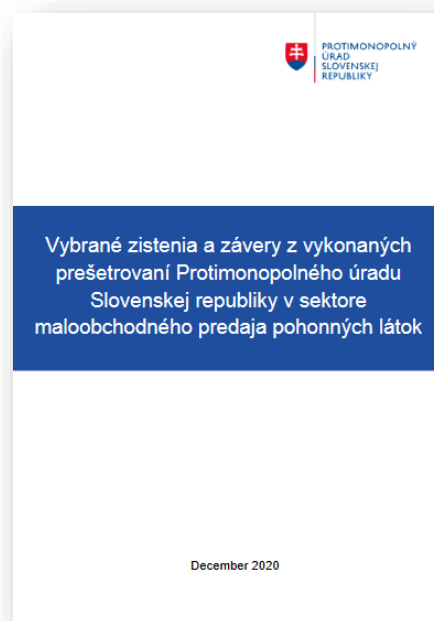 PROTIMONOPOLNÝ
ÚRAD
SLOVENSKEJ
REPUBLIKY
Vybrané zistenia a závery z vykonaných
prešetrovaní Protimonopolného úradu
Slovenskej republiky v sektore
maloobchodného predaja pohonných látok
December 2020